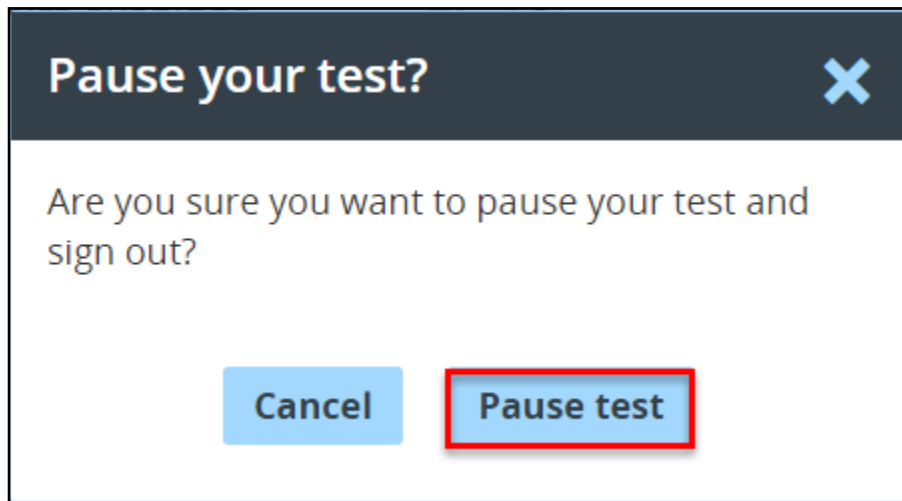 Pause your test?
Are you sure you want to pause your test and
sign out?
Cancel Pause test